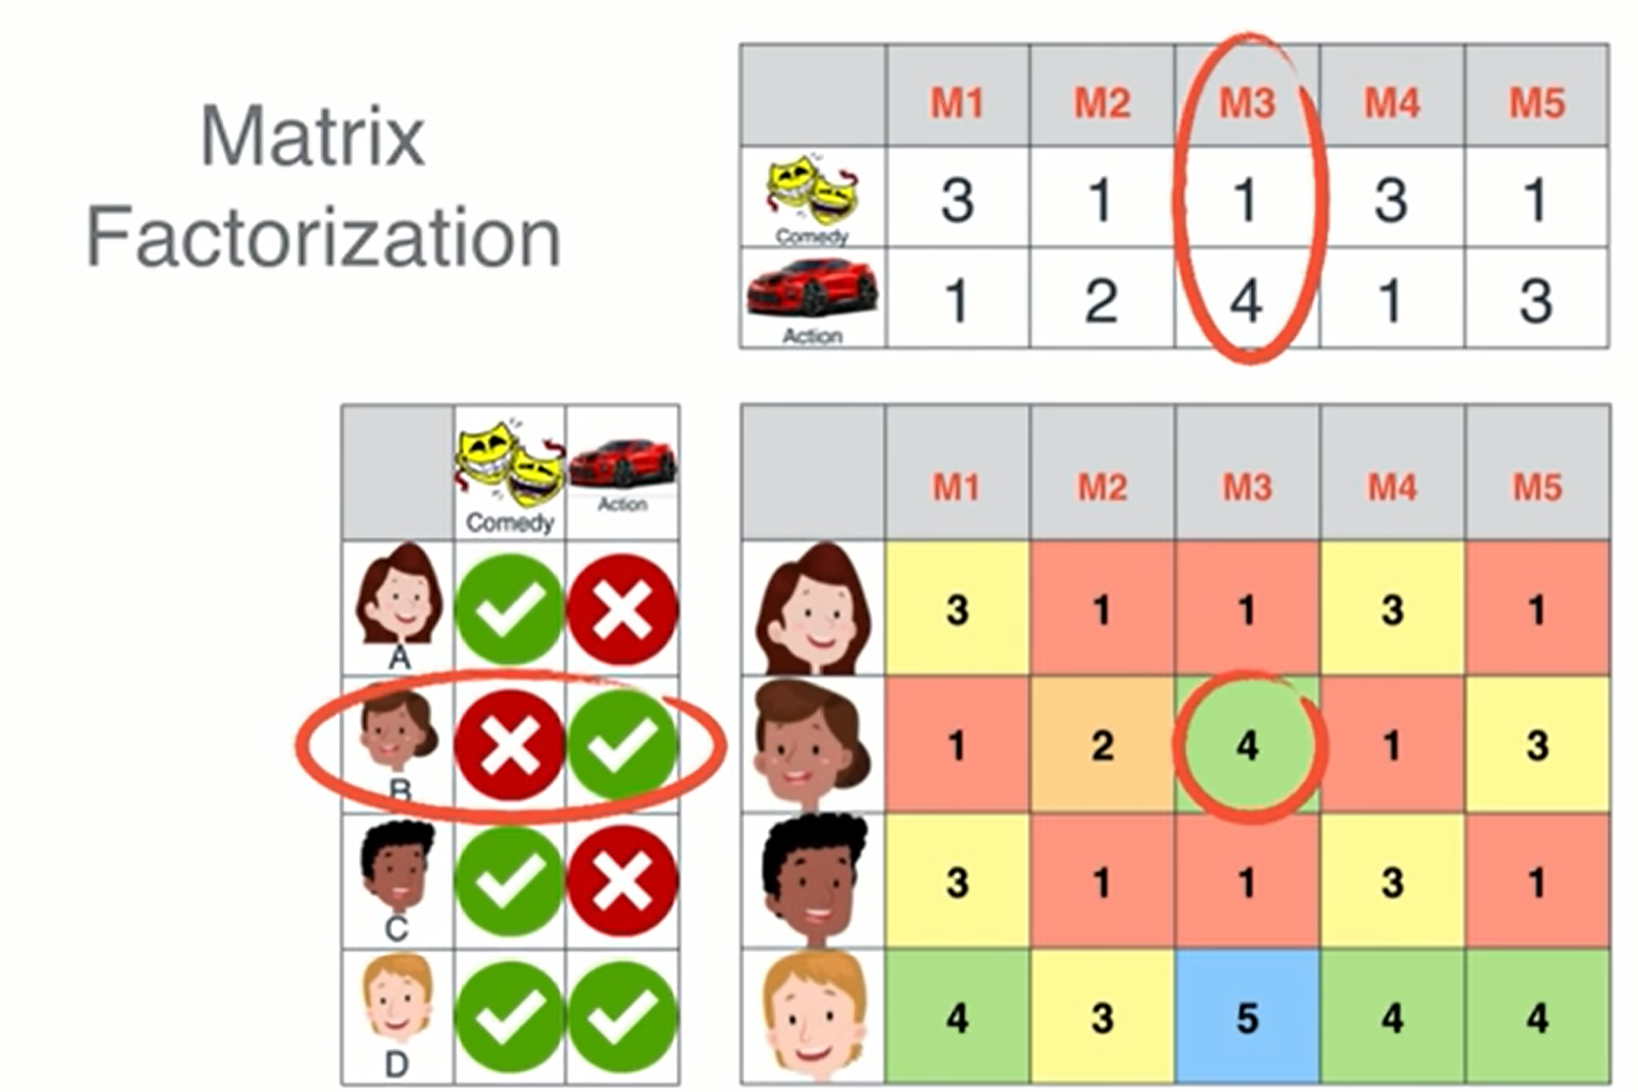 Matrix
Factorization
M1 M2 M3 M4 M5
Comedy 3 1 1 3 1
Action 1 2 4 1 3
Comedy Action
A
B
C
D
M1 M2 M3 M4 M5
3 1 1 3 1
1 2 4 1 3
3 1 1 3 1
4 3 5 4 4